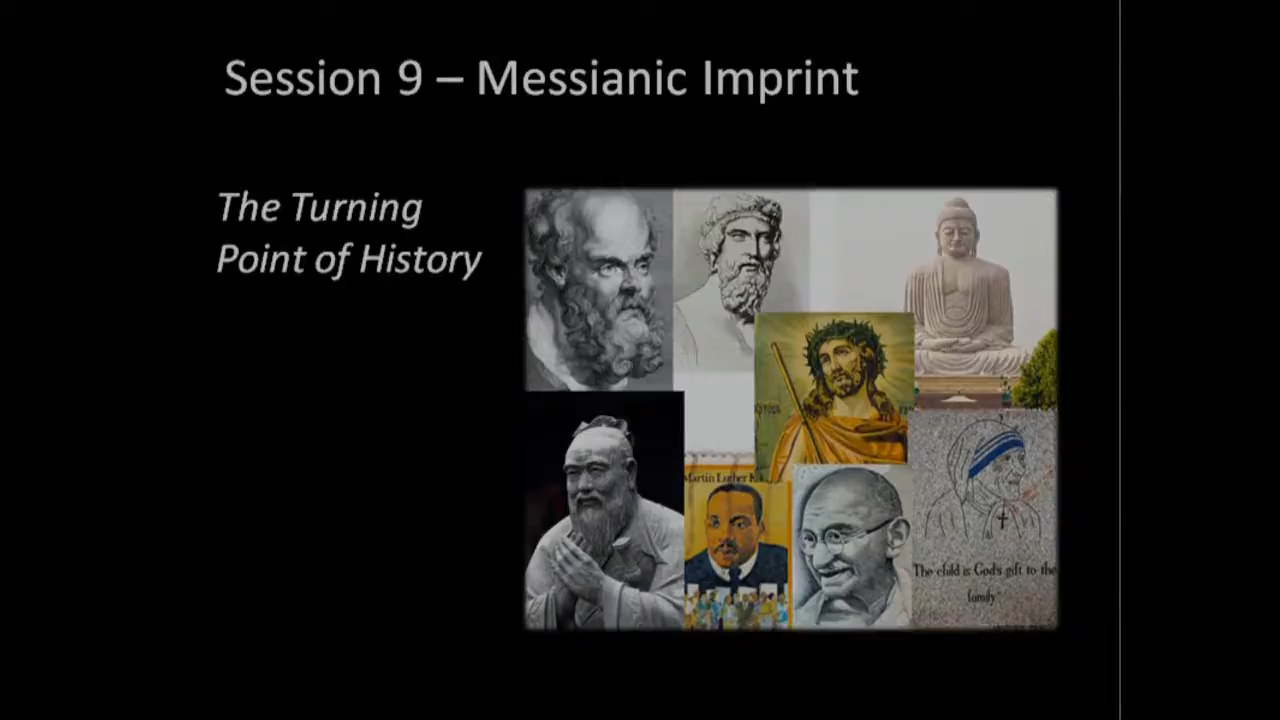 Session 9 – Messianic Imprint
The Turning
Point of History
Martin Luther K
The child is God's gift to the
family"